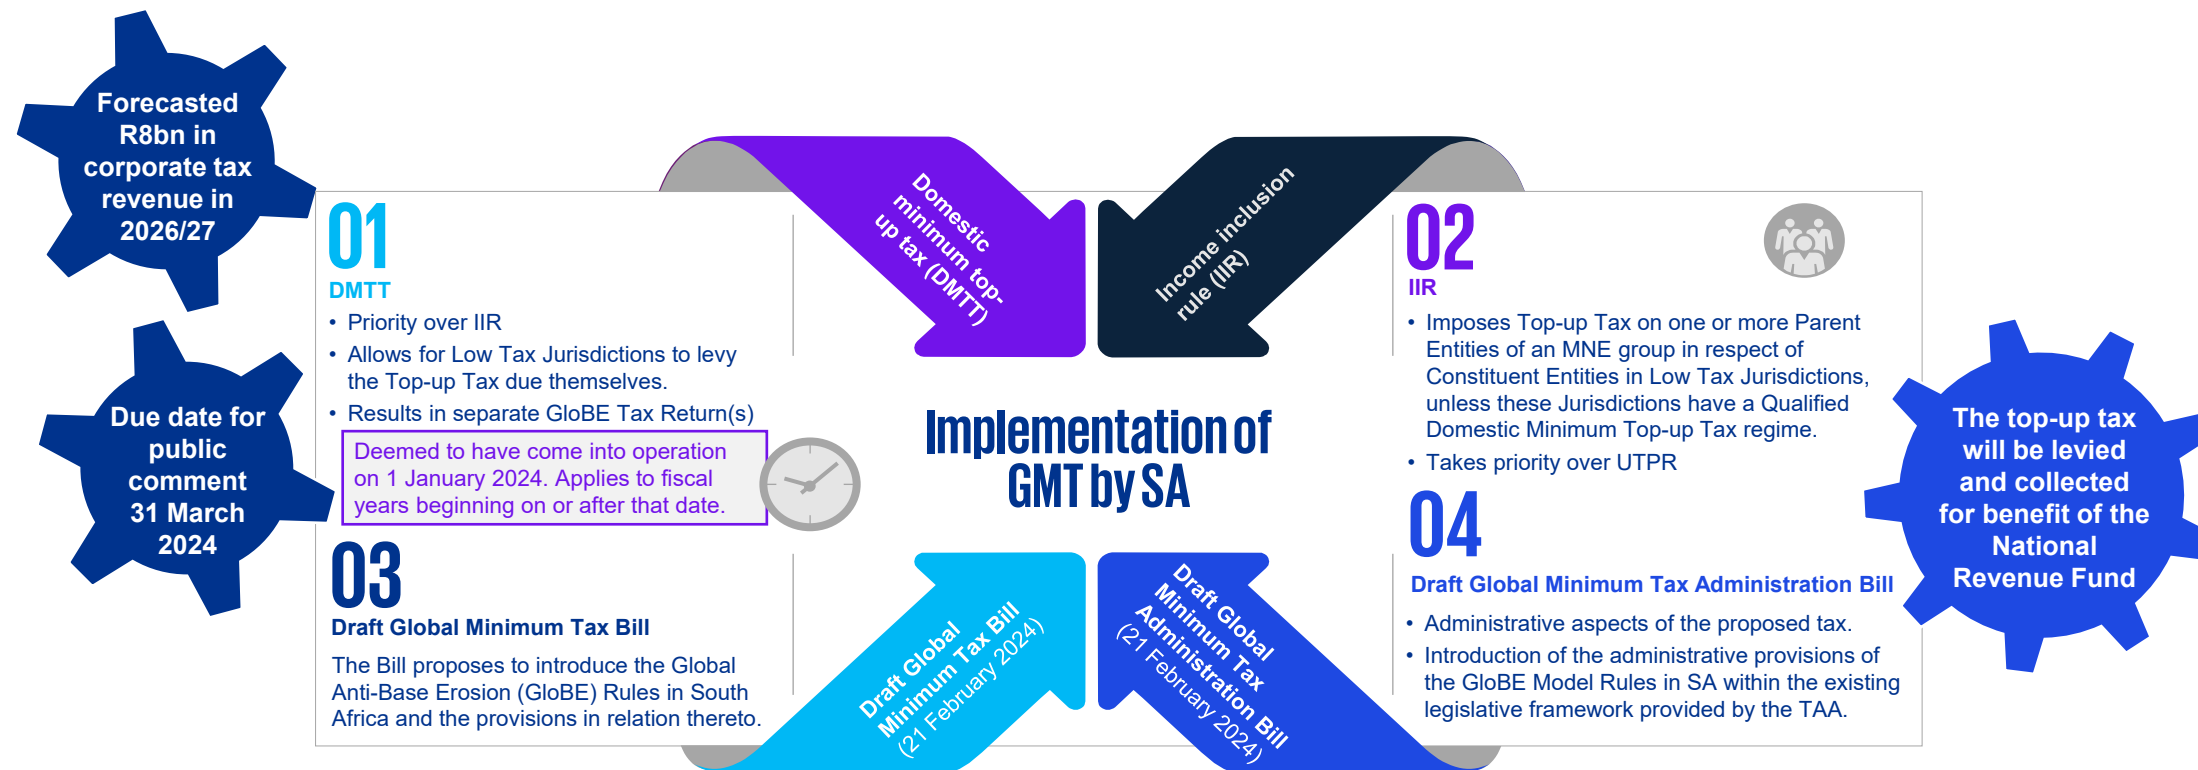 Forecasted
R8bn in
corporate tax
revenue in
2026/27
Due date for
public
comment
31 March
2024
Domestic
minimum top-
up tax (DMTT)
Income inclusion
rule (IIR)
01
DMTT
• Priority over IIR
• Allows for Low Tax Jurisdictions to levy
the Top-up Tax due themselves.
• Results in separate GloBE Tax Return(s)
Deemed to have come into operation
on 1 January 2024. Applies to fiscal
years beginning on or after that date.
02
IIR
• Imposes Top-up Tax on one or more Parent
Entities of an MNE group in respect of
Constituent Entities in Low Tax Jurisdictions,
unless these Jurisdictions have a Qualified
Domestic Minimum Top-up Tax regime.
• Takes priority over UTPR
Implementation of
GMT by SA
03
Draft Global Minimum Tax Bill
The Bill proposes to introduce the Global
Anti-Base Erosion (GloBE) Rules in South
Africa and the provisions in relation thereto.
Draft Global
Minimum Tax Bill
(21 February 2024)
Draft Global
Minimum Tax
Administration Bill
(21 February 2024)
04
Draft Global Minimum Tax Administration Bill
• Administrative aspects of the proposed tax.
• Introduction of the administrative provisions of
the GloBE Model Rules in SA within the existing
legislative framework provided by the TAA.
The top-up tax
will be levied
and collected
for benefit of the
National
Revenue Fund